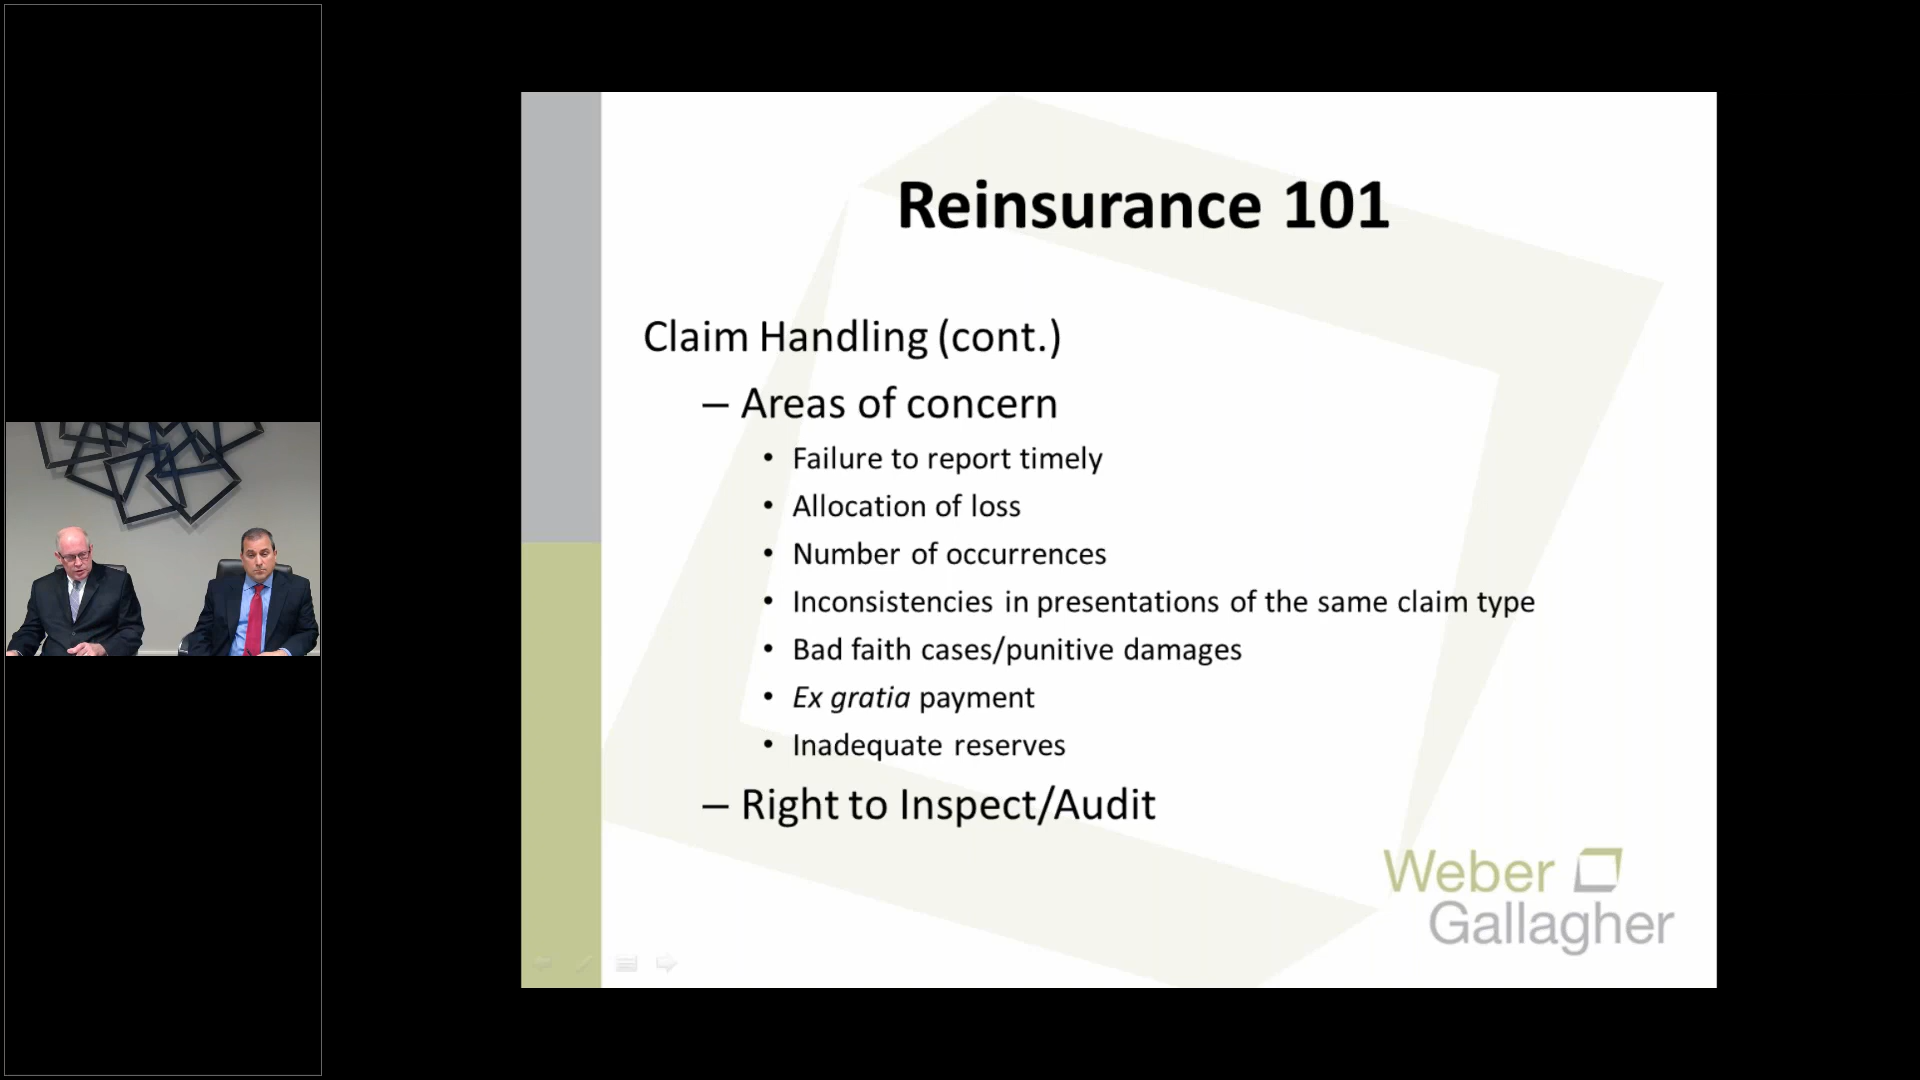 Reinsurance 101
Claim Handling (cont.)
– Areas of concern
• Failure to report timely
• Allocation of loss
• Number of occurrences
• Inconsistencies in presentations of the same claim type
• Bad faith cases/punitive damages
• Ex gratia payment
• Inadequate reserves
– Right to Inspect/Audit
Weber
Gallagher